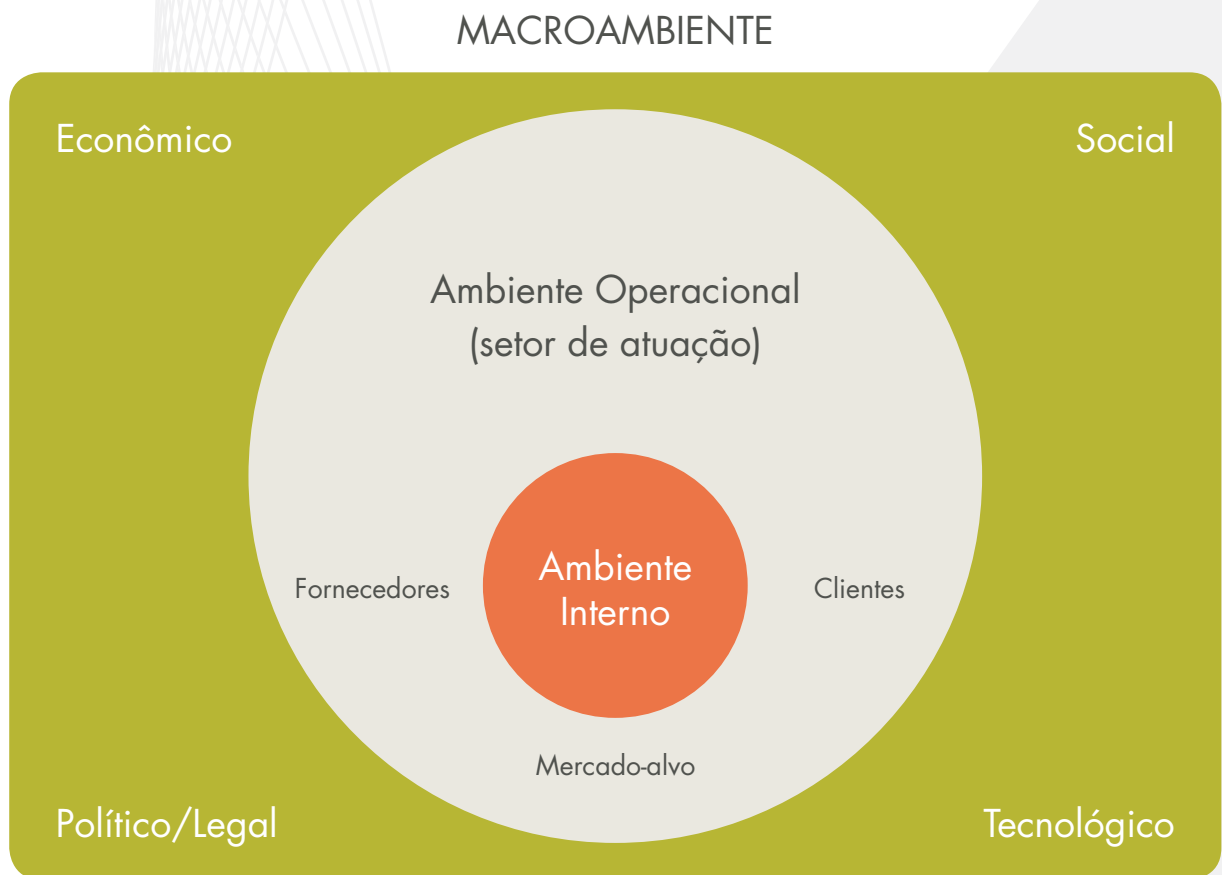 MACROAMBIENTE
Econômico
Social
Ambiente Operacional
(setor de atuação)
Fornecedores
Ambiente
Interno
Clientes
Mercado-alvo
Político/Legal
Tecnológico